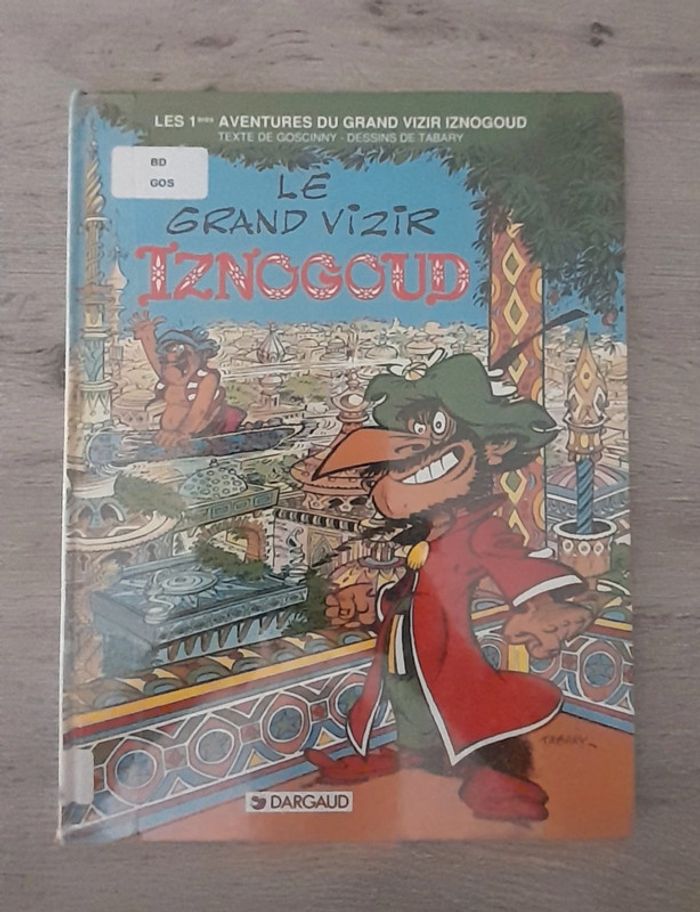 LES 1ères AVENTURES DU GRAND VIZIR IZNOGOUD
TEXTE DE GOSCINNY - DESSINS DE TABARY
BD
GOS
LE
GRAND VIZIR
IZNOGOUD
TABARY
DARGAUD